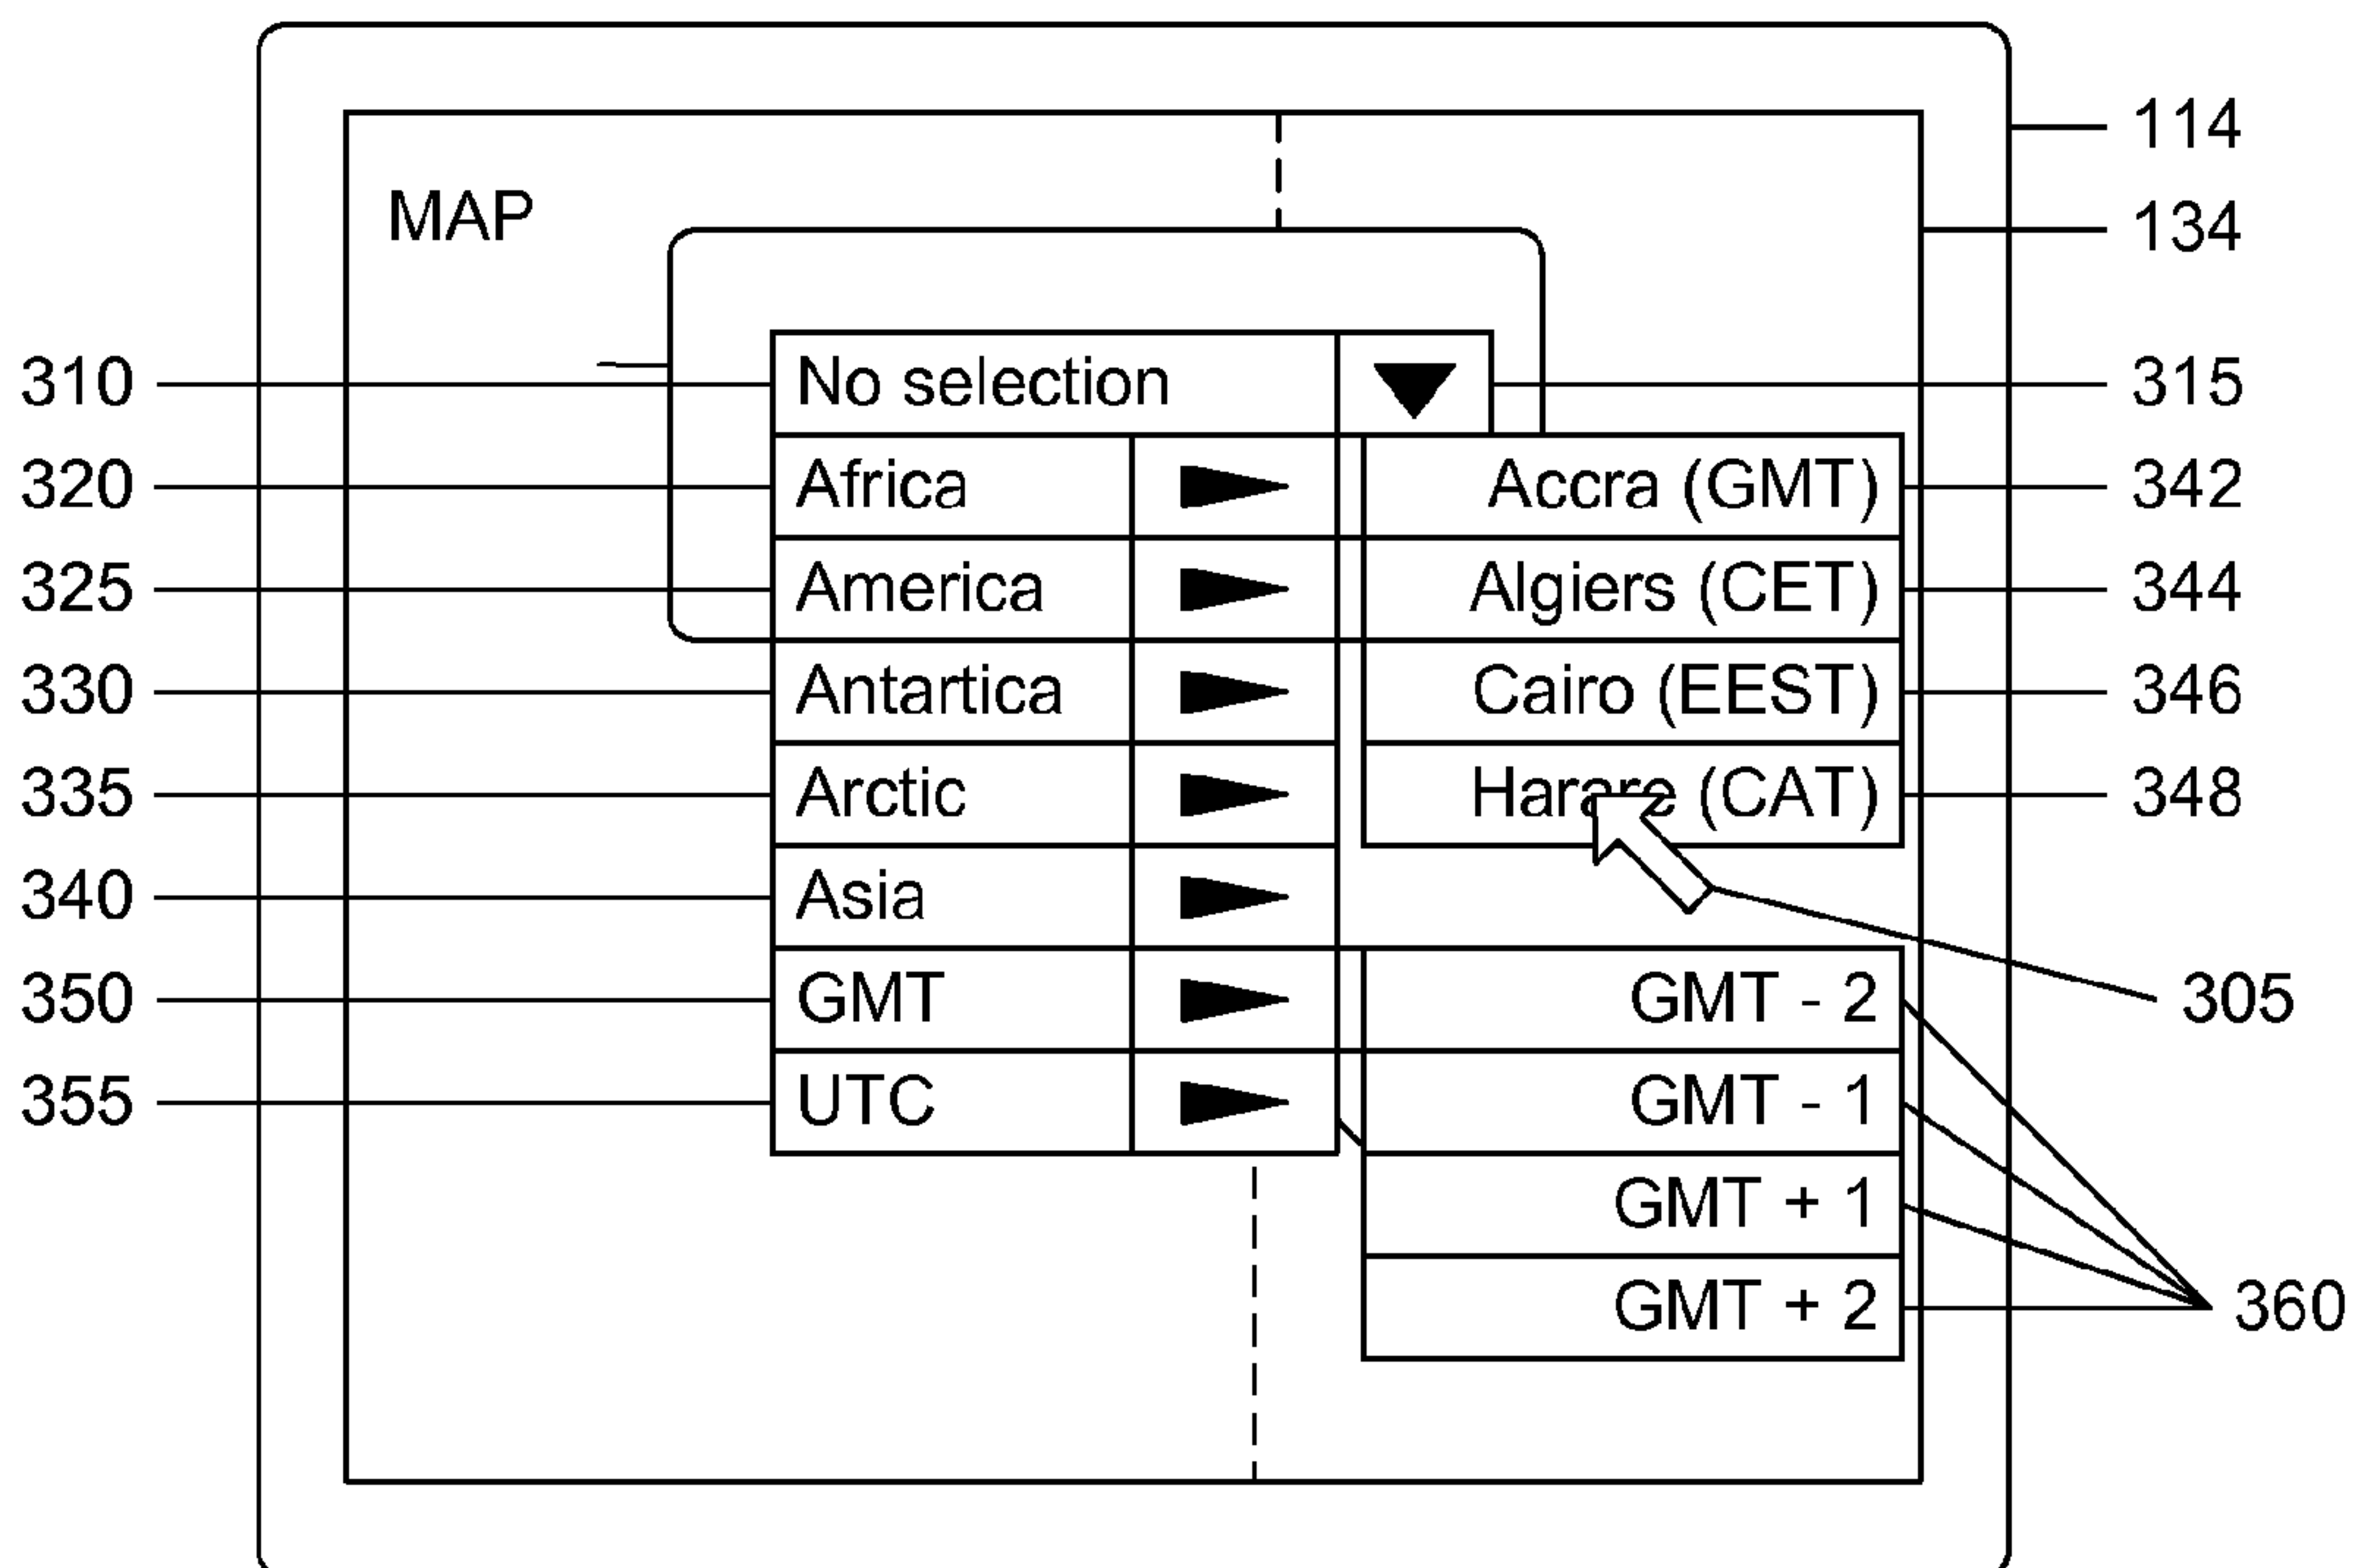 114
MAP
134
310 No selection 315
320 Africa Accra (GMT) 342
325 America Algiers (CET) 344
330 Antartica Cairo (EEST) 346
335 Arctic Harare (CAT) 348
340 Asia
350 GMT GMT - 2 305
355 UTC GMT - 1
GMT + 1
GMT + 2 360